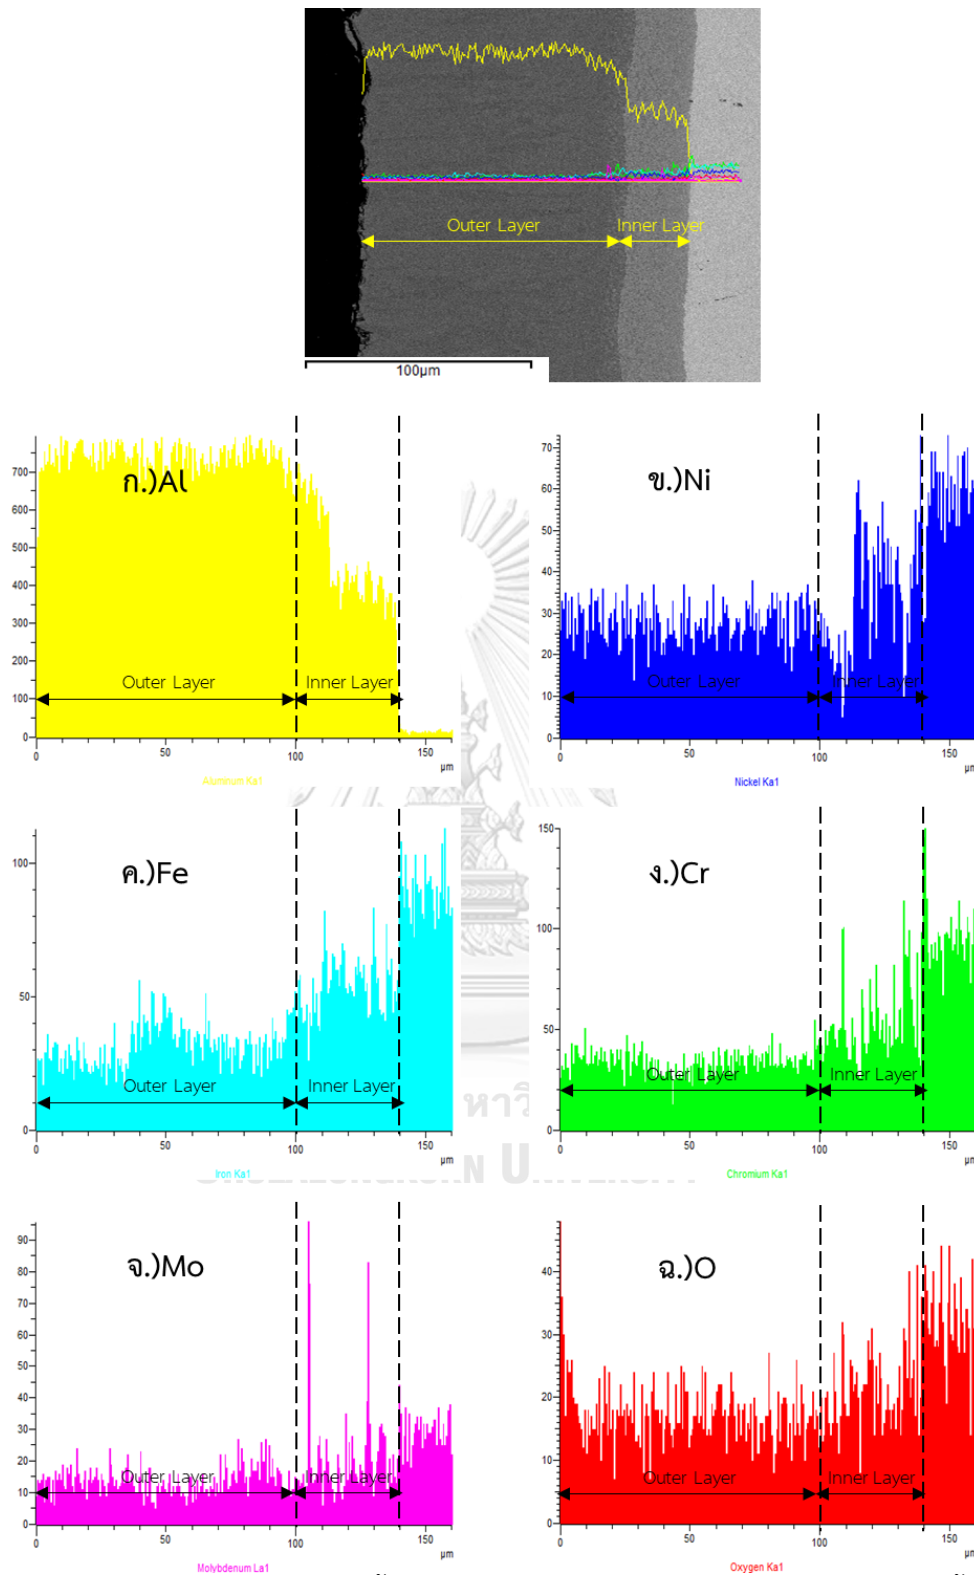 Outer Layer
Inner Layer
100μm
ก.)Al
700
600
500
400
300
200
100
0
Outer Layer
Inner Layer
0
50
100
150
μm
Aluminum Ka1
ข.)Ni
70
60
50
40
30
20
10
0
Outer Layer
Inner Layer
0
50
100
150
μm
Nickel Ka1
ค.)Fe
100
50
0
Outer Layer
Inner Layer
0
50
100
150
μm
Iron Ka1
ง.)Cr
150
100
50
0
Outer Layer
Inner Layer
0
50
100
150
μm
Chromium Ka1
หาวิ
จ.)Mo
90
80
70
60
50
40
30
20
10
0
Outer Layer
Inner Layer
0
50
100
150
μm
Molybdenum La1
ฉ.)O
40
30
20
10
0
Outer Layer
Inner Layer
0
50
100
150
μm
Oxygen Ka1